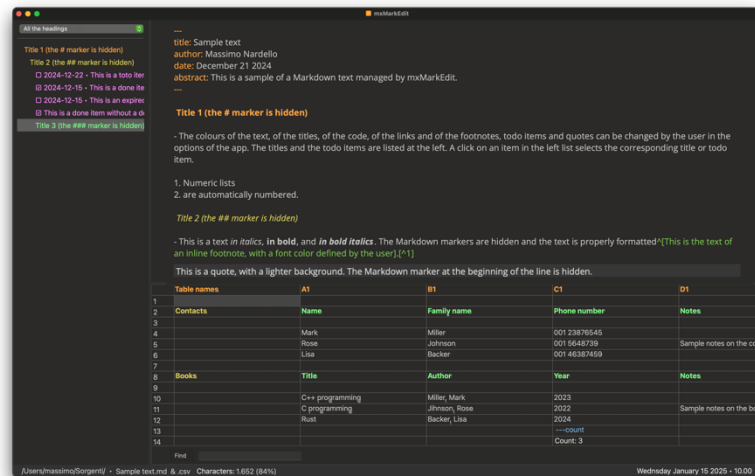 mxMarkEdit
All the headings
Title 1 (the # marker is hidden)
Title 2 (the ## marker is hidden)
2024-12-22 • This is a toto iter
2024-12-15 • This is a done ite
2024-12-15 • This is an expired
This is a done item without a d
Title 3 (the ### marker is hidden)
---
title: Sample text
author: Massimo Nardello
date: December 21 2024
abstract: This is a sample of a Markdown text managed by mxMarkEdit.
---
Title 1 (the # marker is hidden)
- The colours of the text, of the titles, of the code, of the links and of the footnotes, todo items and quotes can be changed by the user in the
options of the app. The titles and the todo items are listed at the left. A click on an item in the left list selects the corresponding title or todo
item.
1. Numeric lists
2. are automatically numbered.
Title 2 (the ## marker is hidden)
- This is a text in italics, in bold, and in bold italics. The Markdown markers are hidden and the text is properly formatted^[This is the text of
an inline footnote, with a font color defined by the user].[^1]
This is a quote, with a lighter background. The Markdown marker at the beginning of the line is hidden.
Table names A1 B1 C1 D1
1
2 Contacts Name Family name Phone number Notes
3
4 Mark Miller 001 23876545
5 Rose Johnson 001 5648739 Sample notes on the co
6 Lisa Backer 001 46387459
7
8 Books Title Author Year Notes
9
10 C++ programming Miller, Mark 2023
11 C programming Jihnson, Rose 2022 Sample notes on the bo
12 Rust Backer, Lisa 2024
13 ---count
14 Count: 3
Find
/Users/massimo/Sorgenti/ • Sample text.md & .csv Characters: 1.652 (84%) Wednsday January 15 2025 • 10.00